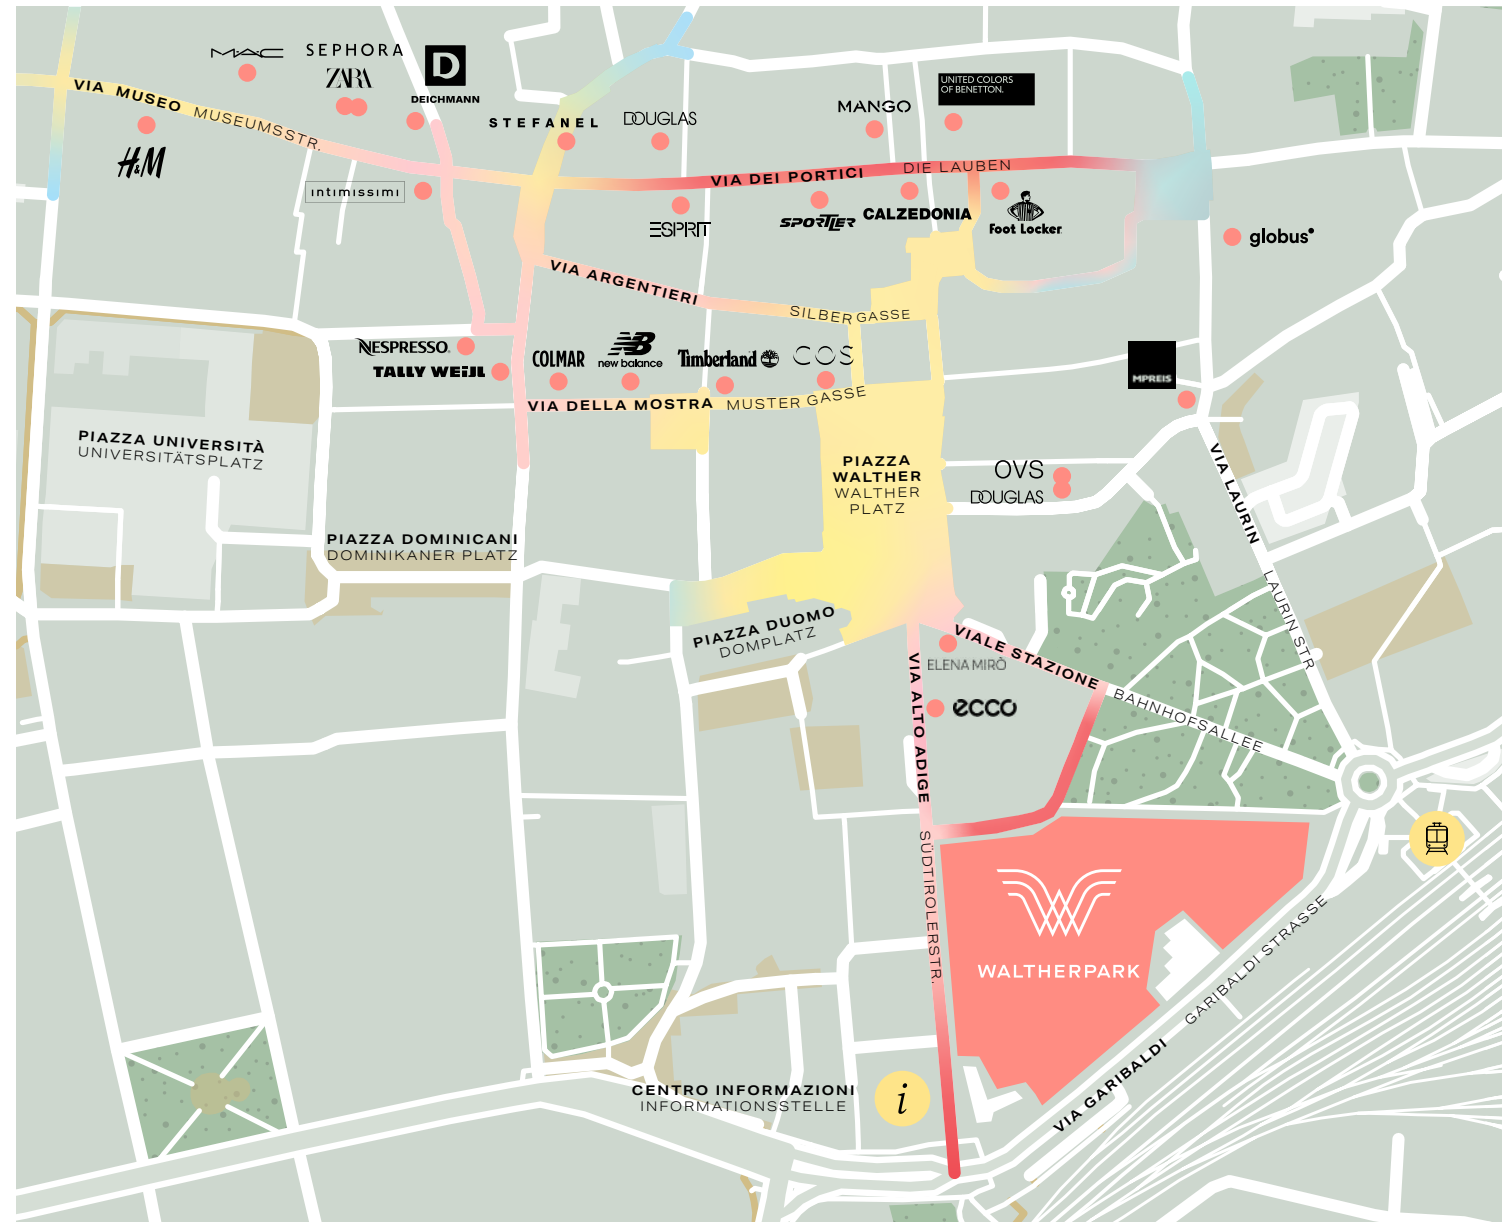 MAC
SEPHORA
ZARA
D
DEICHMANN
VIA MUSEO MUSEUMSSTR.
H&M
intimissimi
STEFANEL
DOUGLAS
MANGO
UNITED COLORS
OF BENETTON.
VIA DEI PORTICI DIE LAUBEN
ESPRIT
SPORTLER
CALZEDONIA
Foot Locker
globus
VIA ARGENTIERI SILBERGASSE
NESPRESSO
TALLY WEiJL
COLMAR
NB
new balance
Timberland
COS
MPREIS
VIA DELLA MOSTRA MUSTER GASSE
PIAZZA UNIVERSITÀ
UNIVERSITÄTSPLATZ
PIAZZA
WALTHER
WALTHER
PLATZ
OVS
DOUGLAS
VIA LAURIN LAURIN STR
PIAZZA DOMINICANI
DOMINIKANER PLATZ
PIAZZA DUOMO
DOMPLATZ
VIALE STAZIONE BAHNHOFSALLEE
ELENA MIRÒ
ecco
VIA ALTO ADIGE SÜDTIROLERSTR.
WALTHERPARK
VIA GARIBALDI GARIBALDI STRASSE
CENTRO INFORMAZIONI
INFORMATIONSSTELLE
i